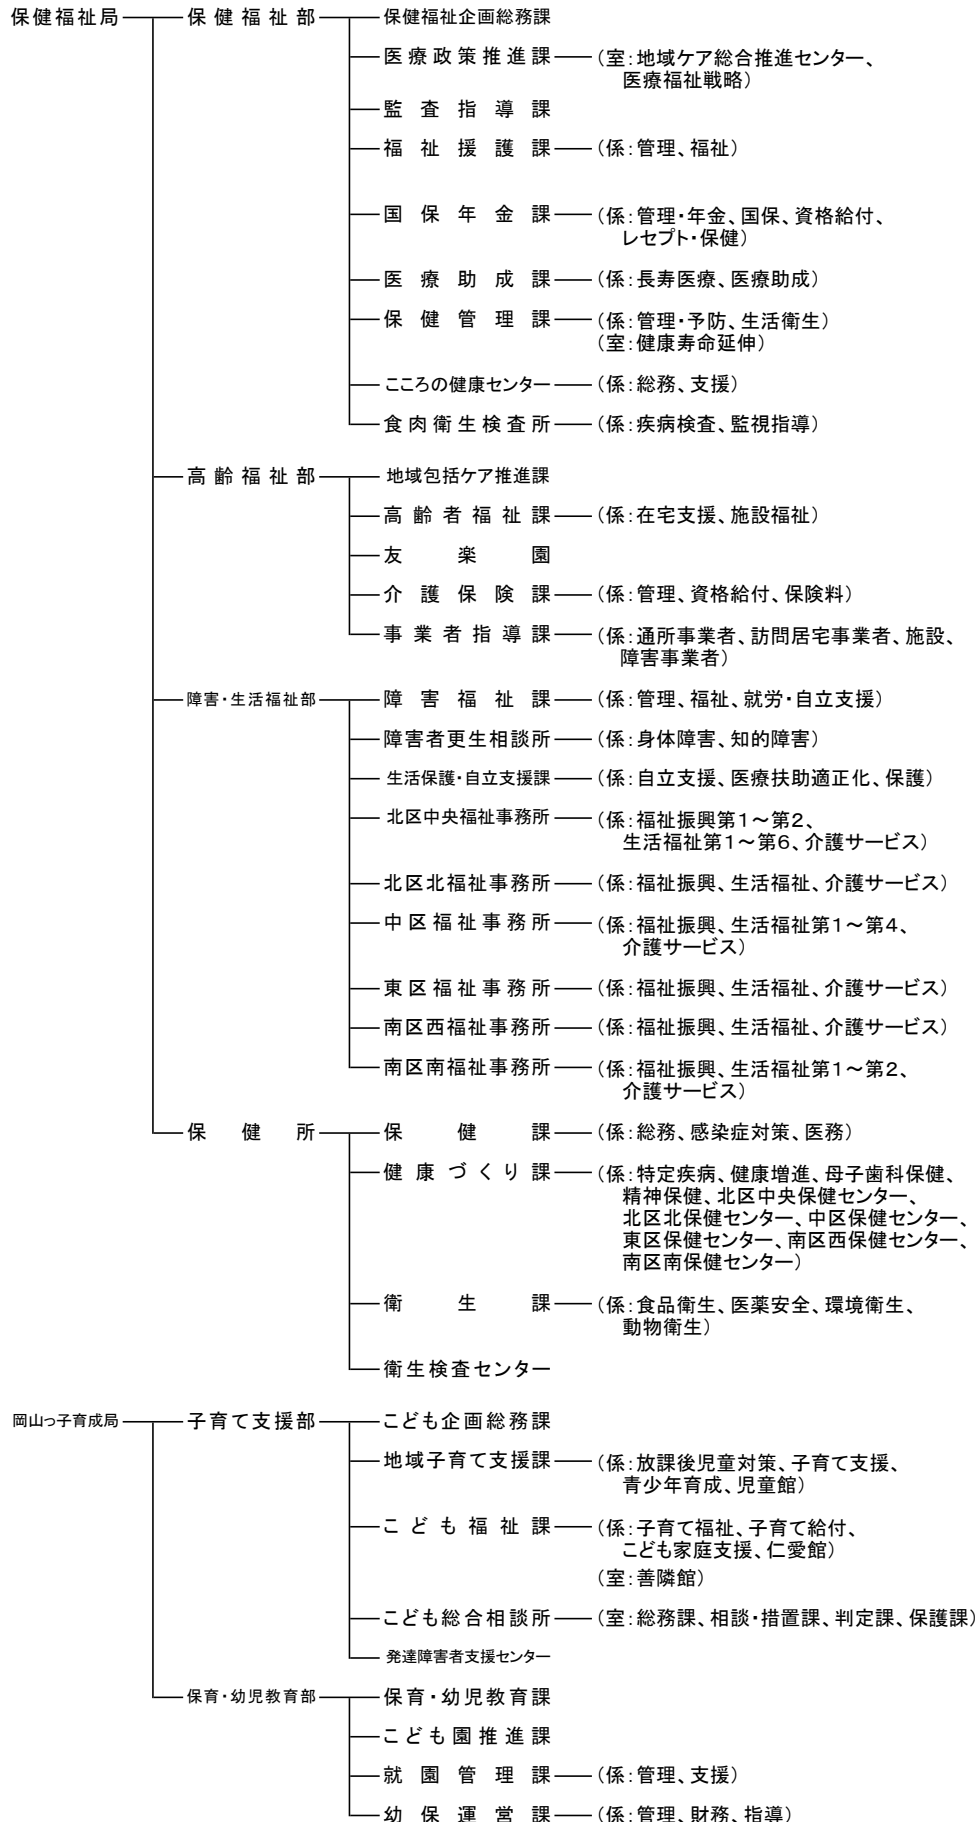 保健福祉局 保健福祉部 保健福祉企画総務課
医療政策推進課 (室:地域ケア総合推進センター、
医療福祉戦略)
監査指導課
福祉援護課 (係:管理、福祉)
国保年金課 (係:管理・年金、国保、資格給付、
レセプト・保健)
医療助成課 (係:長寿医療、医療助成)
保健管理課 (係:管理・予防、生活衛生)
(室:健康寿命延伸)
こころの健康センター (係:総務、支援)
食肉衛生検査所 (係:疾病検査、監視指導)
高齢福祉部 地域包括ケア推進課
高齢者福祉課 (係:在宅支援、施設福祉)
友楽園
介護保険課 (係:管理、資格給付、保険料)
事業者指導課 (係:通所事業者、訪問居宅事業者、施設、
障害事業者)
障害・生活福祉部 障害福祉課 (係:管理、福祉、就労・自立支援)
障害者更生相談所 (係:身体障害、知的障害)
生活保護・自立支援課 (係:自立支援、医療扶助適正化、保護)
北区中央福祉事務所 (係:福祉振興第1~第2、
生活福祉第1~第6、介護サービス)
北区北福祉事務所 (係:福祉振興、生活福祉、介護サービス)
中区福祉事務所 (係:福祉振興、生活福祉第1~第4、
介護サービス)
東区福祉事務所 (係:福祉振興、生活福祉、介護サービス)
南区西福祉事務所 (係:福祉振興、生活福祉、介護サービス)
南区南福祉事務所 (係:福祉振興、生活福祉第1~第2、
介護サービス)
保健所 保健課 (係:総務、感染症対策、医務)
健康づくり課 (係:特定疾病、健康増進、母子歯科保健、
精神保健、北区中央保健センター、
北区北保健センター、中区保健センター、
東区保健センター、南区西保健センター、
南区南保健センター)
衛生課 (係:食品衛生、医薬安全、環境衛生、
動物衛生)
衛生検査センター
岡山っ子育成局 子育て支援部 こども企画総務課
地域子育て支援課 (係:放課後児童対策、子育て支援、
青少年育成、児童館)
こども福祉課 (係:子育て福祉、子育て給付、
こども家庭支援、仁愛館)
(室:善隣館)
こども総合相談所 (室:総務課、相談・措置課、判定課、保護課)
発達障害者支援センター
保育・幼児教育部 保育・幼児教育課
こども園推進課
就園管理課 (係:管理、支援)
幼保運営課 (係:管理、財務、指導)